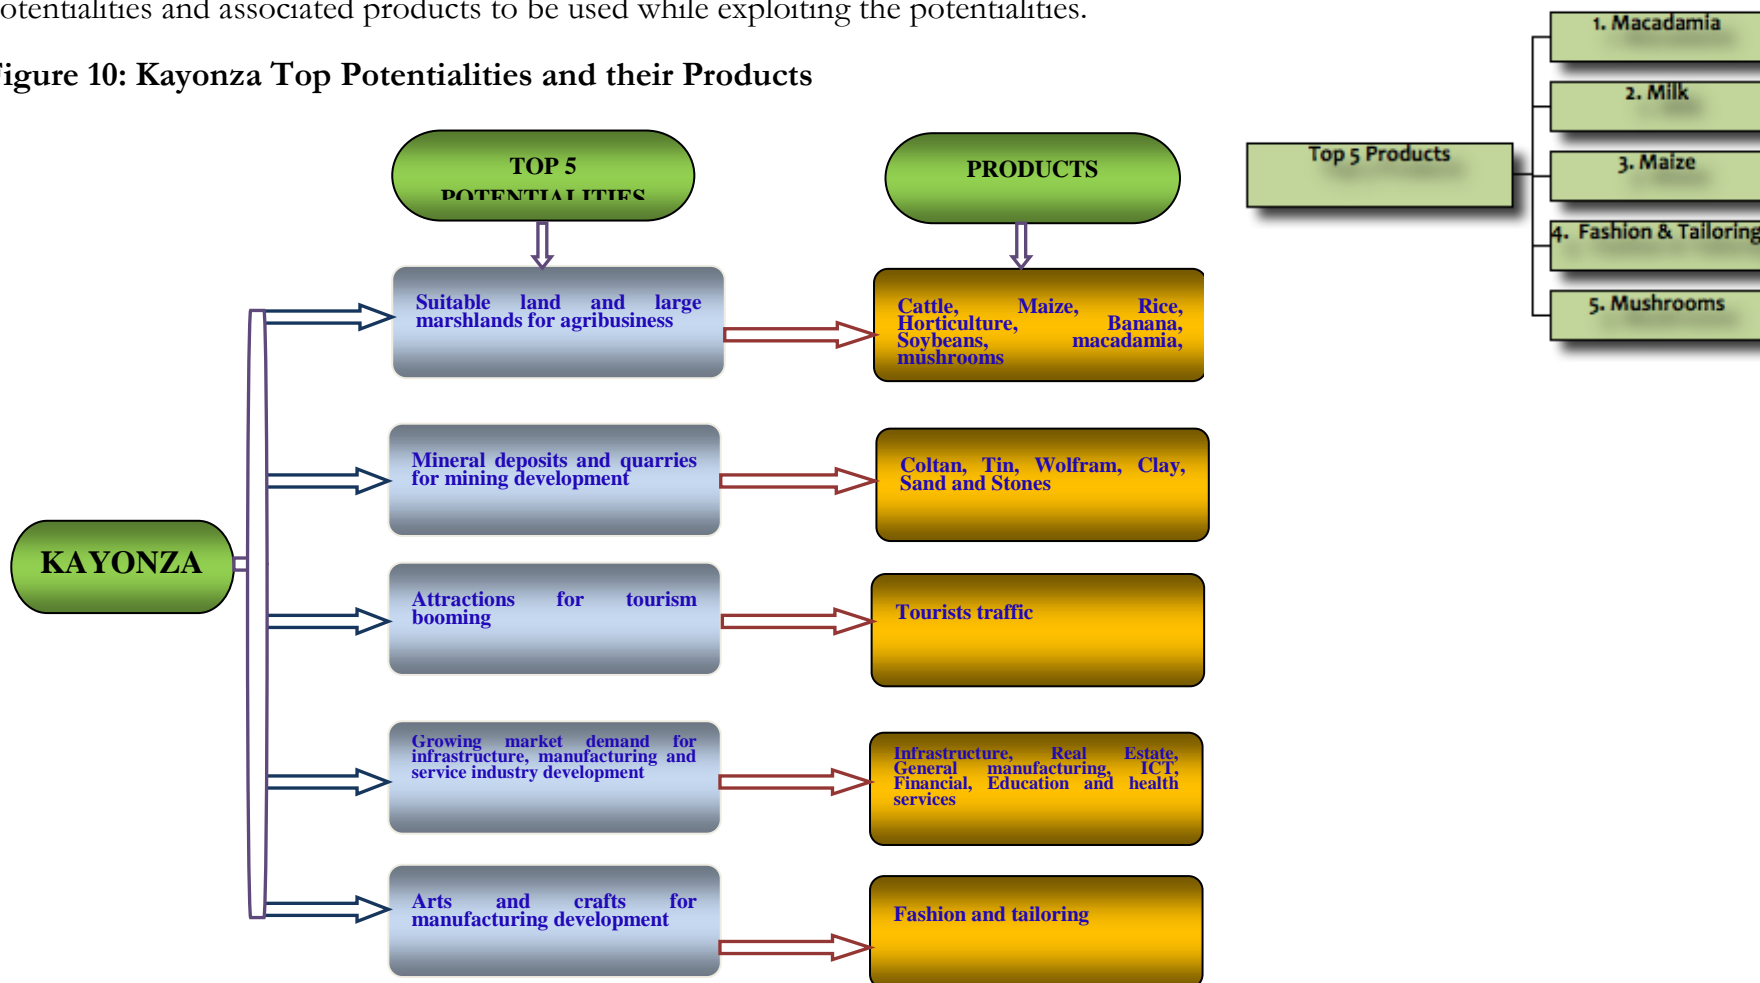 otentialities and associated products to be used while exploiting the potentialities.
igure 10: Kayonza Top Potentialities and their Products
TOP 5
POTENTIALITIES
PRODUCTS
KAYONZA
Suitable land and large
marshlands for agribusiness
Cattle, Maize, Rice,
Horticulture, Banana,
Soybeans, macadamia,
mushrooms
Mineral deposits and quarries
for mining development
Coltan, Tin, Wolfram, Clay,
Sand and Stones
Attractions for tourism
booming
Tourists traffic
Growing market demand for
infrastructure, manufacturing and
service industry development
Infrastructure, Real Estate,
General manufacturing, ICT,
Financial, Education and health
services
Arts and crafts for
manufacturing development
Fashion and tailoring
Top 5 Products
1. Macadamia
2. Milk
3. Maize
4. Fashion & Tailoring
5. Mushrooms